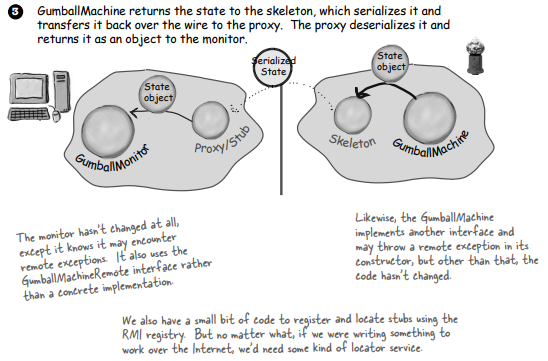 3 GumballMachine returns the state to the skeleton, which serializes it and
transfers it back over the wire to the proxy. The proxy deserializes it and
returns it as an object to the monitor.
Serialized
State
State
object
State
object
GumballMonitor
Proxy/Stub
Skeleton
GumballMachine
The monitor hasn't changed at all,
except it knows it may encounter
remote exceptions. It also uses the
GumballMachineRemote interface rather
than a concrete implementation.
Likewise, the GumballMachine
implements another interface and
may throw a remote exception in its
constructor, but other than that, the
code hasn't changed.
We also have a small bit of code to register and locate stubs using the
RMI registry. But no matter what, if we were writing something to
work over the Internet, we'd need some kind of locator service.